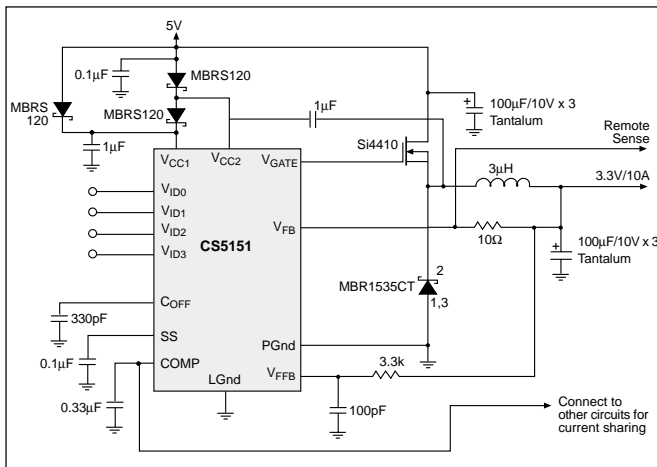 5V
0.1µF
MBRS120
MBRS
120
MBRS120
1µF
1µF
100µF/10V x 3
Tantalum
Si4410
Remote
Sense
3µH
3.3V/10A
VCC1
VCC2
VGATE
VID0
VID1
VID2
VID3
CS5151
VFB
10Ω
100µF/10V x 3
Tantalum
MBR1535CT
2
1,3
COFF
330pF
SS
0.1µF
COMP
0.33µF
LGnd
PGnd
VFFB
3.3k
100pF
Connect to
other circuits for
current sharing